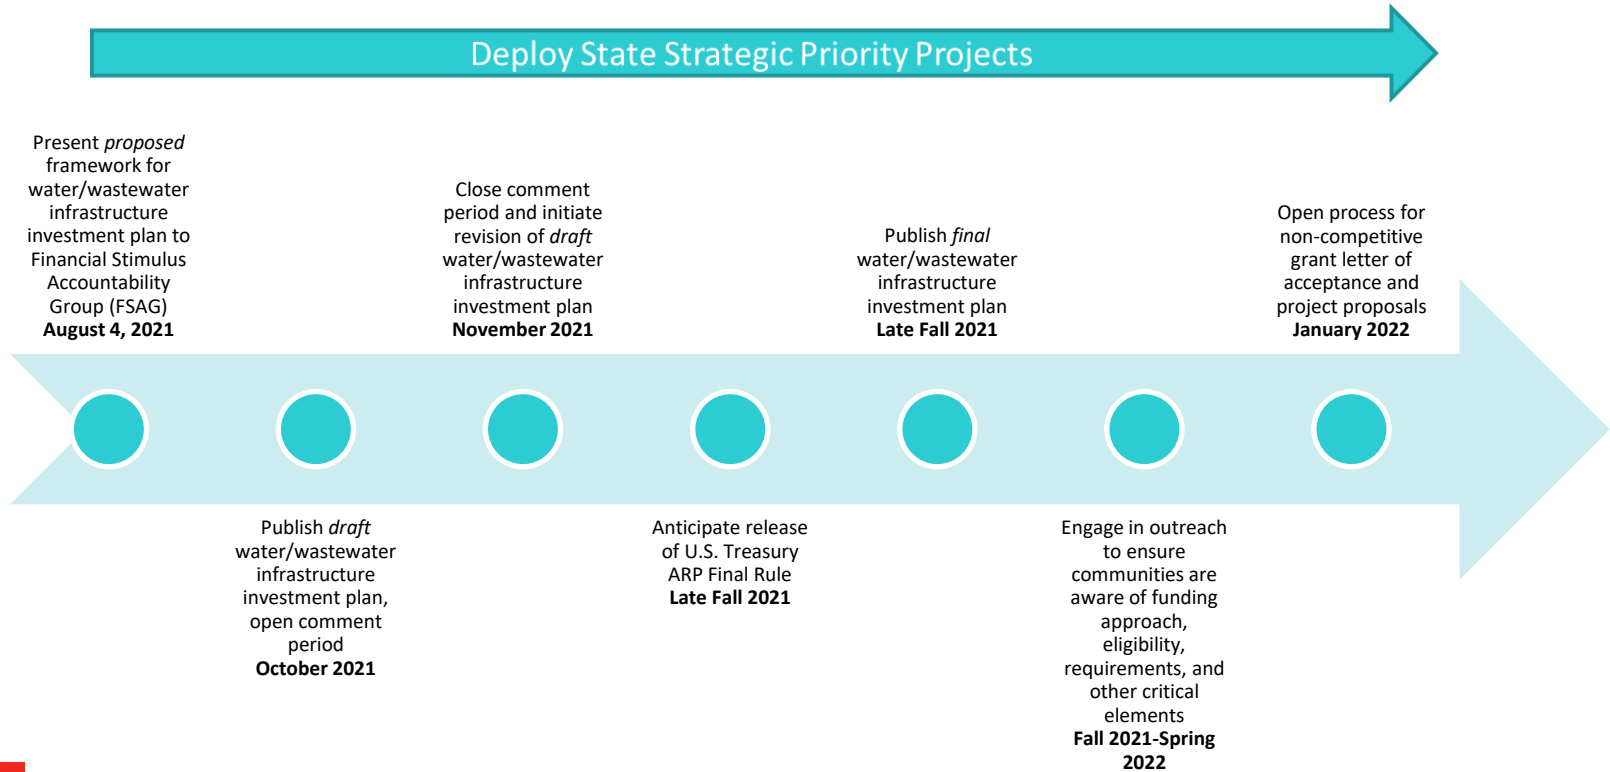 Deploy State Strategic Priority Projects
Present proposed
framework for
water/wastewater
infrastructure
investment plan to
Financial Stimulus
Accountability
Group (FSAG)
August 4, 2021
Publish draft
water/wastewater
infrastructure
investment plan,
open comment
period
October 2021
Close comment
period and initiate
revision of draft
water/wastewater
infrastructure
investment plan
November 2021
Anticipate release
of U.S. Treasury
ARP Final Rule
Late Fall 2021
Publish final
water/wastewater
infrastructure
investment plan
Late Fall 2021
Engage in outreach
to ensure
communities are
aware of funding
approach,
eligibility,
requirements, and
other critical
elements
Fall 2021-Spring
2022
Open process for
non-competitive
grant letter of
acceptance and
project proposals
January 2022